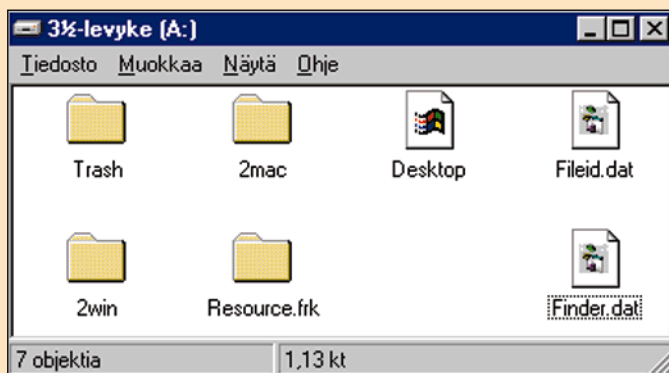 3½-levyke (A:)
Tiedosto Muokkaa Näytä Ohje
Trash 2mac Desktop Fileid.dat
2win Resource.frk Finder.dat
7 objektia 1,13 kt